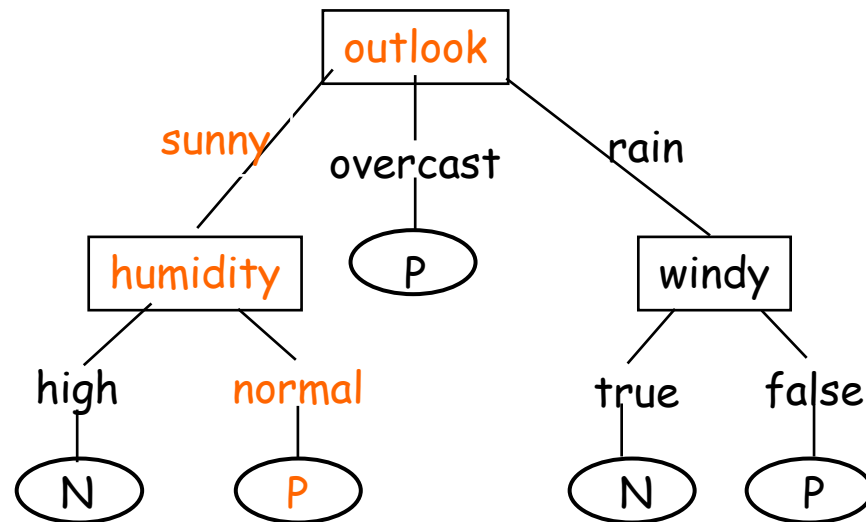 outlook
sunny
overcast
rain
humidity
P
windy
high
normal
true
false
N
P
N
P